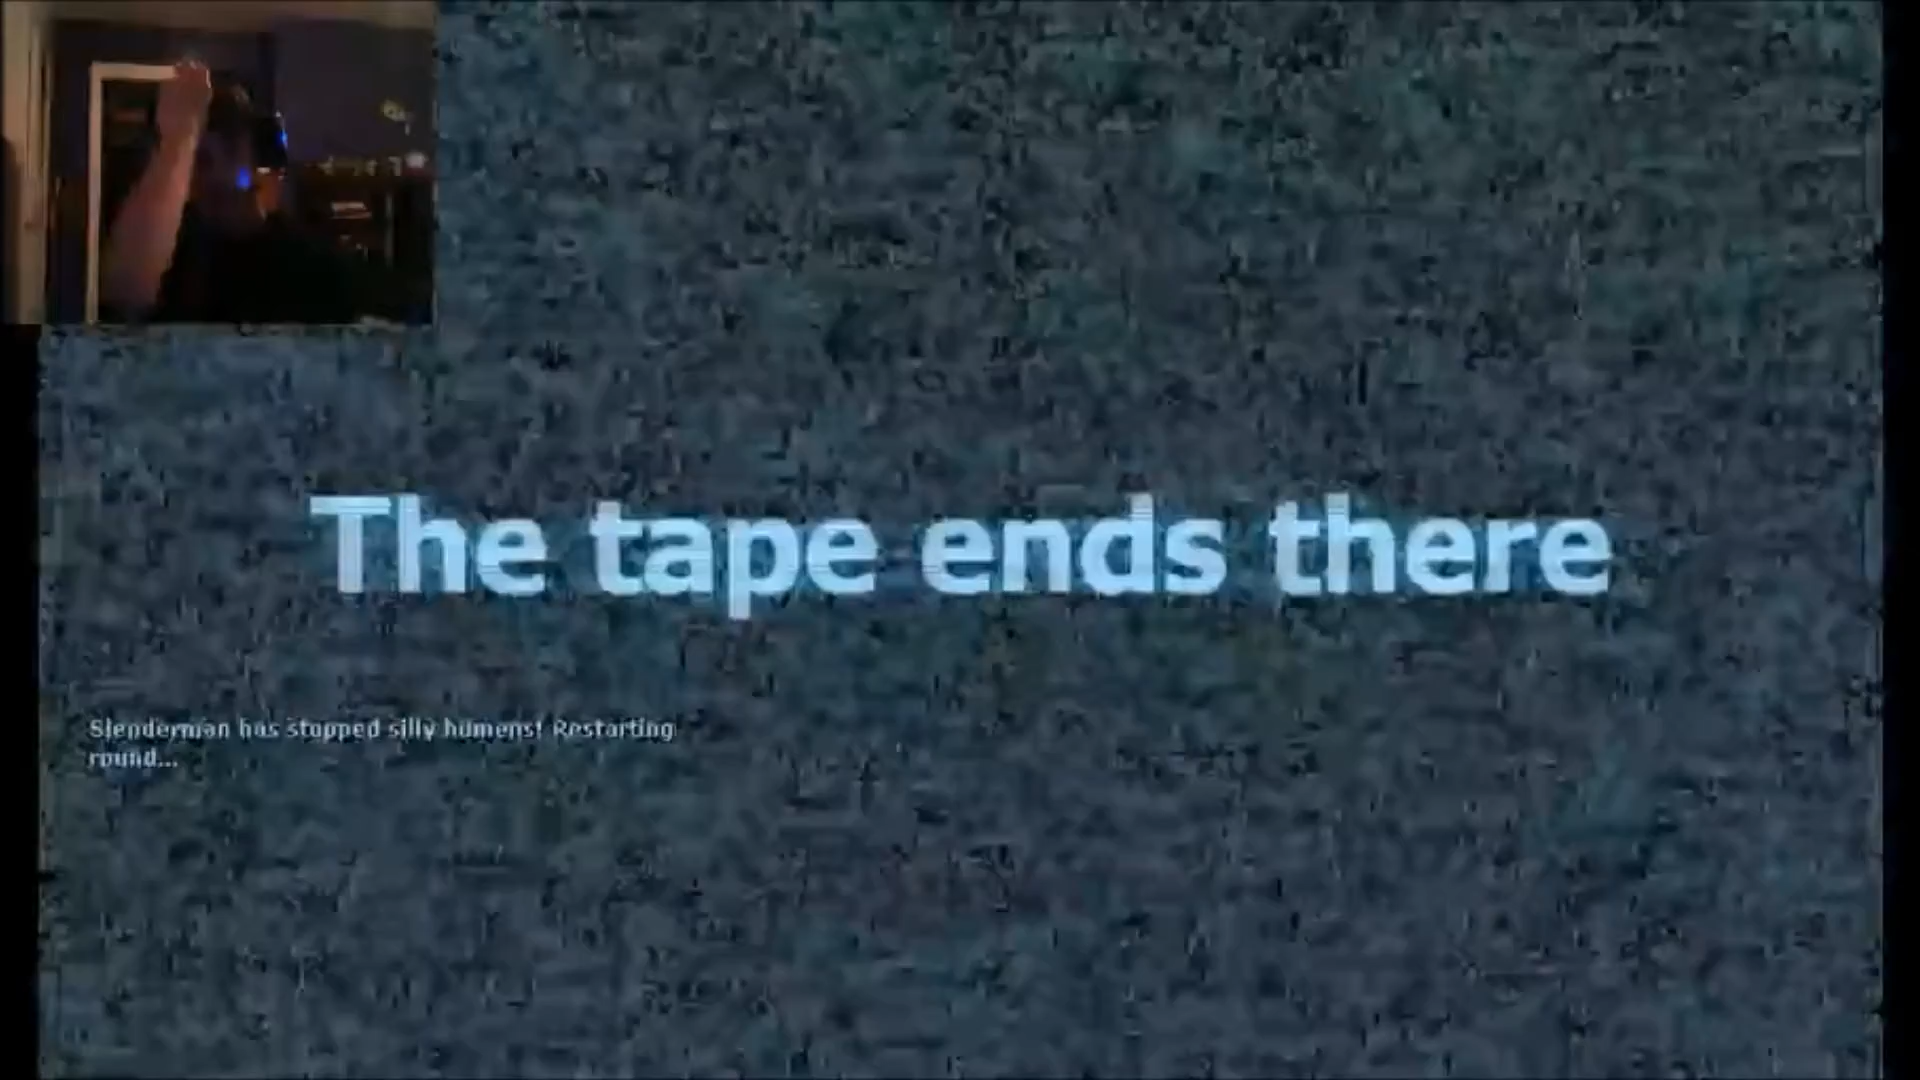 The tape ends there
Slenderman has stopped silly humens! Restarting
round...